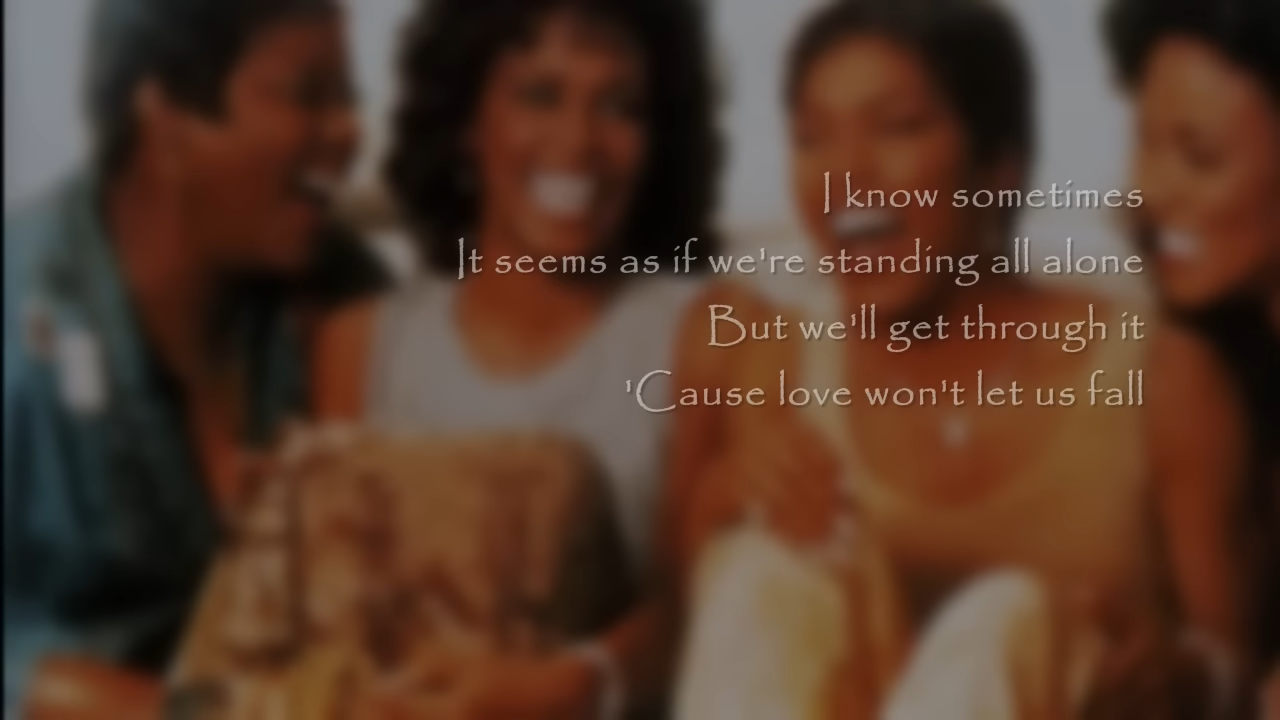 I know sometimes
It seems as if we're standing all alone
But we'll get through it
'Cause love won't let us fall